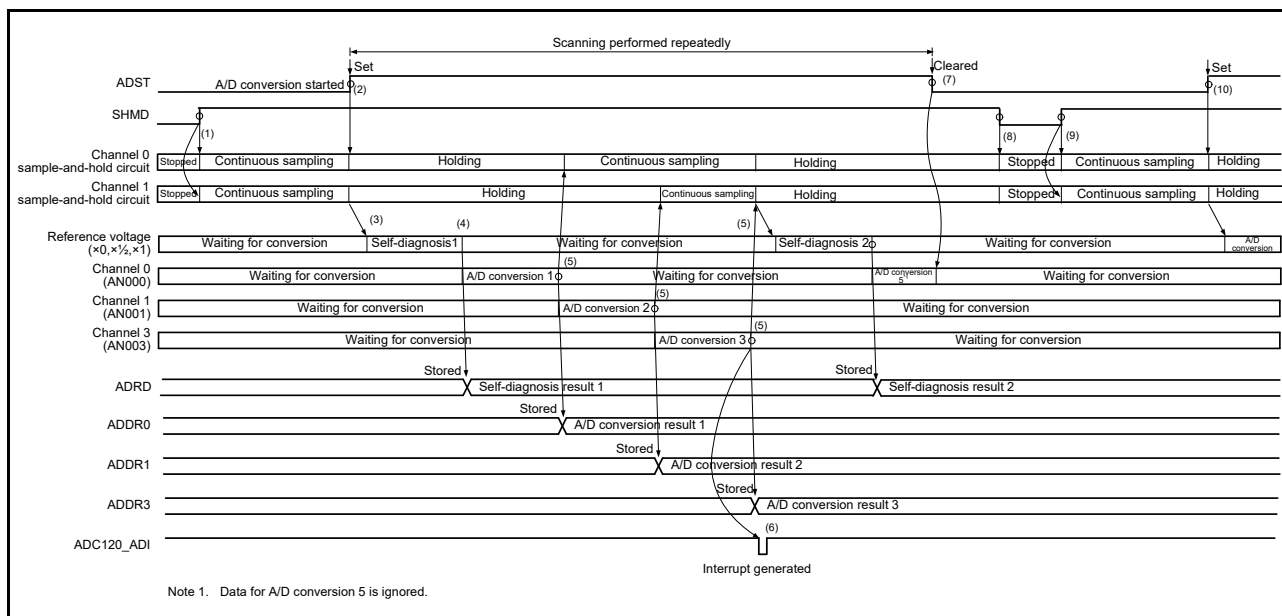 Scanning performed repeatedly
Set Cleared Set
ADST A/D conversion started (2) (7) (10)
SHMD (1) (8) (9)
Channel 0
sample-and-hold circuit
Stopped Continuous sampling Holding Continuous sampling Holding Stopped Continuous sampling Holding
Channel 1
sample-and-hold circuit
Stopped Continuous sampling Holding Continuous sampling Holding Stopped Continuous sampling Holding
(3) (4) (5)
Reference voltage
(×0,×½,×1)
Waiting for conversion Self-diagnosis1 Waiting for conversion Self-diagnosis 2 Waiting for conversion A/D conversion
(5)
Channel 0
(AN000)
Waiting for conversion A/D conversion 1 Waiting for conversion A/D conversion 5 Waiting for conversion
(5)
Channel 1
(AN001)
Waiting for conversion A/D conversion 2 Waiting for conversion
(5)
Channel 3
(AN003)
Waiting for conversion A/D conversion 3 Waiting for conversion
Stored Stored
ADRD Self-diagnosis result 1 Self-diagnosis result 2
Stored
ADDR0 A/D conversion result 1
Stored
ADDR1 A/D conversion result 2
Stored
ADDR3 A/D conversion result 3
(6)
ADC120_ADI
Interrupt generated
Note 1. Data for A/D conversion 5 is ignored.